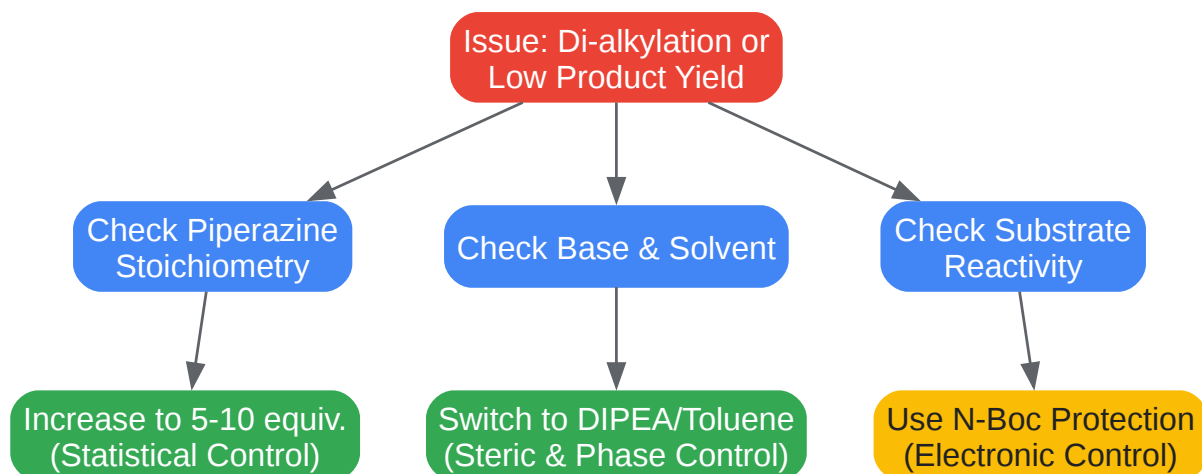 Issue: Di-alkylation or
Low Product Yield
Check Piperazine
Stoichiometry
Check Base & Solvent
Check Substrate
Reactivity
Increase to 5-10 equiv.
(Statistical Control)
Switch to DIPEA/Toluene
(Steric & Phase Control)
Use N-Boc Protection
(Electronic Control)